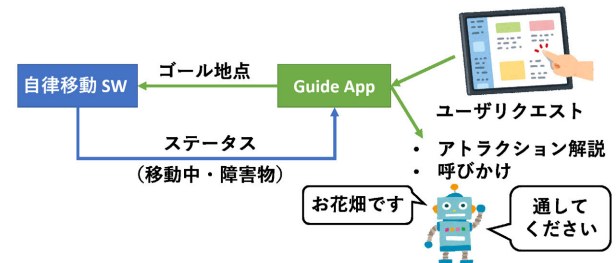 自律移動 SW
ゴール地点
Guide App
ユーザリクエスト
ステータス
(移動中・障害物)
• アトラクション解説
• 呼びかけ
お花畑です
通して
ください